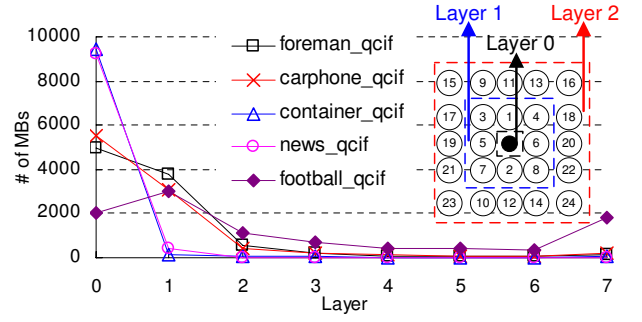 Layer 1
Layer 2
Layer 0
10000
8000
6000
4000
2000
0
# of MBs
foreman_qcif
carphone_qcif
container_qcif
news_qcif
football_qcif
15 9 11 13 16
17 3 1 4 18
19 5 6 20
21 7 2 8 22
23 10 12 14 24
0 1 2 3 4 5 6 7
Layer